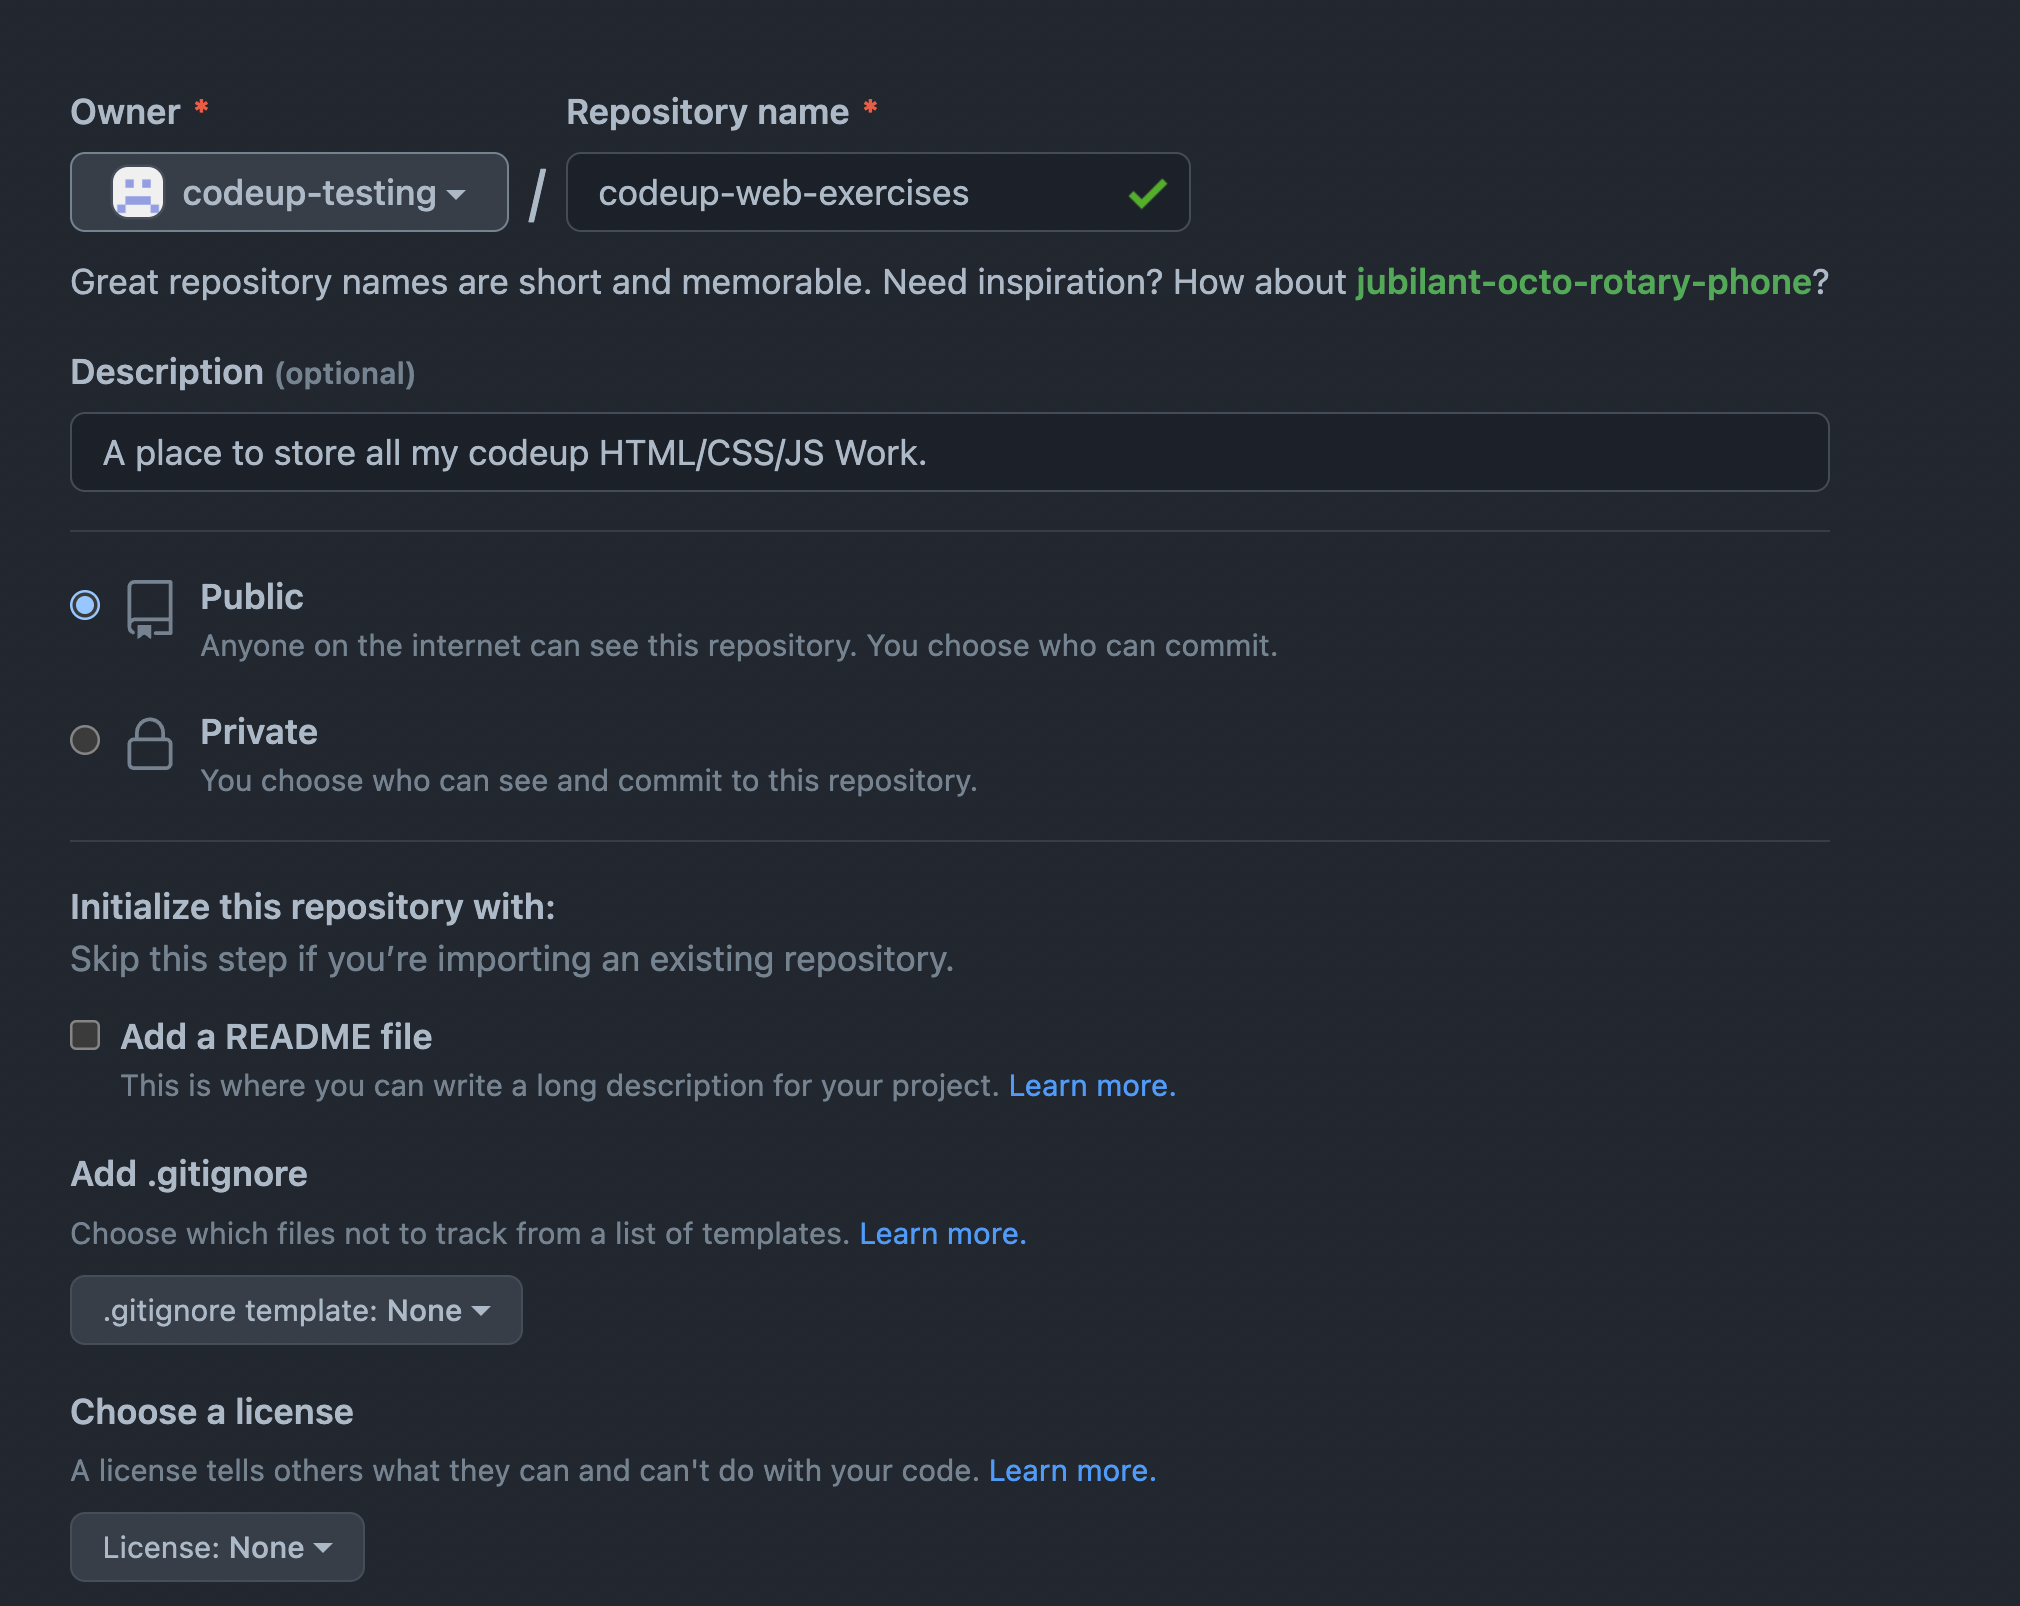 Owner * Repository name *
codeup-testing / codeup-web-exercises
Great repository names are short and memorable. Need inspiration? How about jubilant-octo-rotary-phone?
Description (optional)
A place to store all my codeup HTML/CSS/JS Work.
Public
Anyone on the internet can see this repository. You choose who can commit.
Private
You choose who can see and commit to this repository.
Initialize this repository with:
Skip this step if you’re importing an existing repository.
Add a README file
This is where you can write a long description for your project. Learn more.
Add .gitignore
Choose which files not to track from a list of templates. Learn more.
.gitignore template: None
Choose a license
A license tells others what they can and can't do with your code. Learn more.
License: None